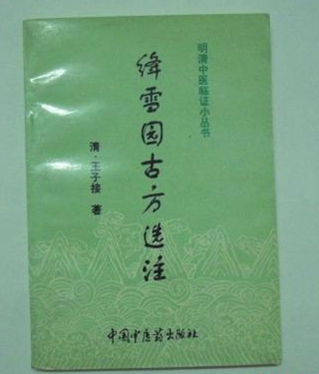 明清中医临证小丛书
绛雪园古方选注
清·王子接 著
中国中医药出版社